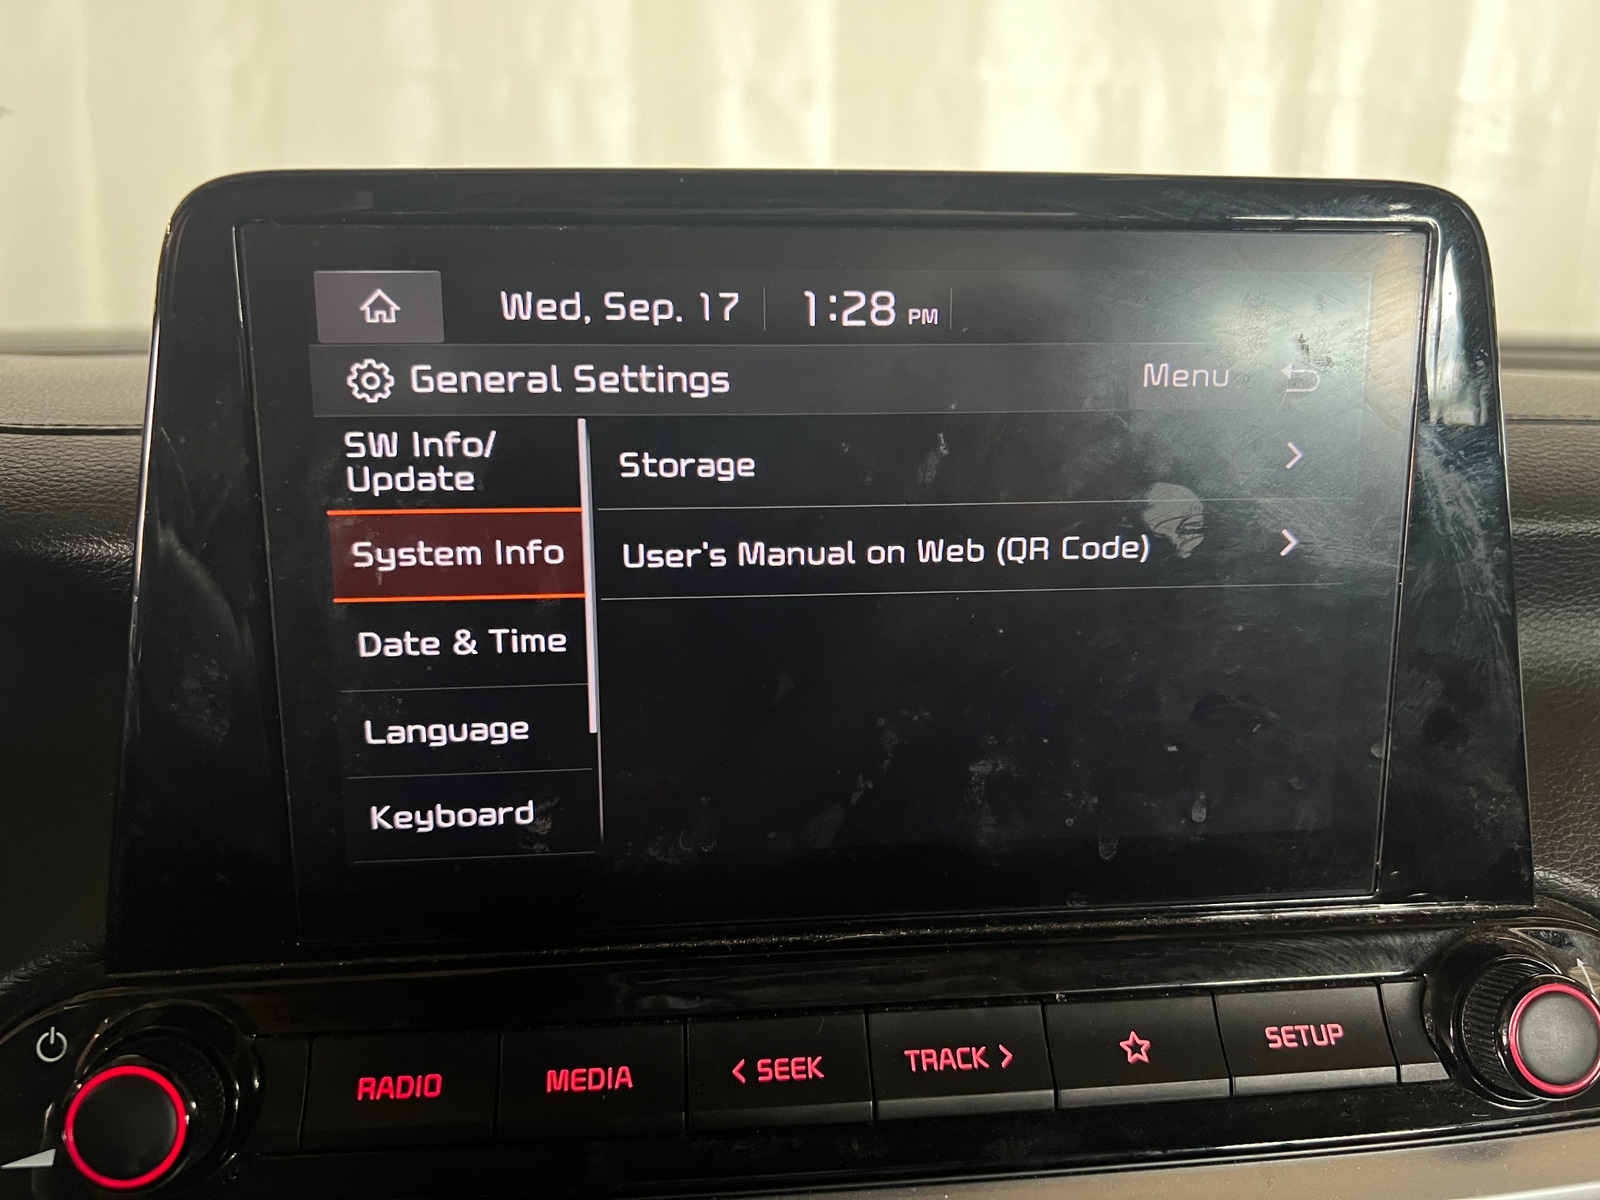 Wed, Sep. 17 1:28 PM
General Settings Menu
SW Info/
Update
Storage
System Info
User's Manual on Web (QR Code)
Date & Time
Language
Keyboard
RADIO MEDIA < SEEK TRACK > SETUP